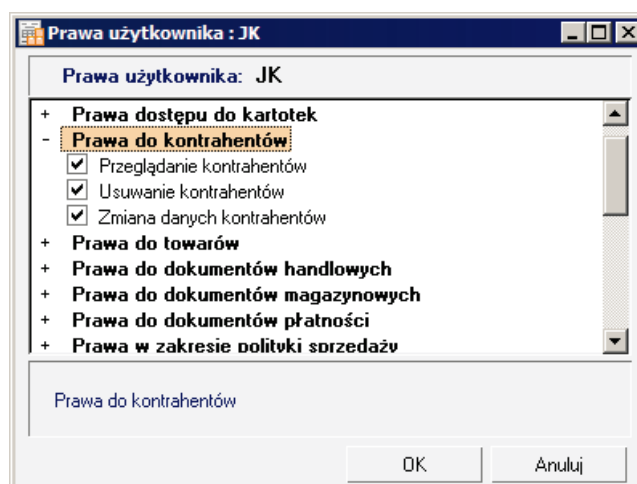 Prawa użytkownika : JK
Prawa użytkownika: JK
+ Prawa dostępu do kartotek
- Prawa do kontrahentów
Przeglądanie kontrahentów
Usuwanie kontrahentów
Zmiana danych kontrahentów
+ Prawa do towarów
+ Prawa do dokumentów handlowych
+ Prawa do dokumentów magazynowych
+ Prawa do dokumentów płatności
+ Prawa w zakresie polityki sprzedaży
Prawa do kontrahentów
OK Anuluj